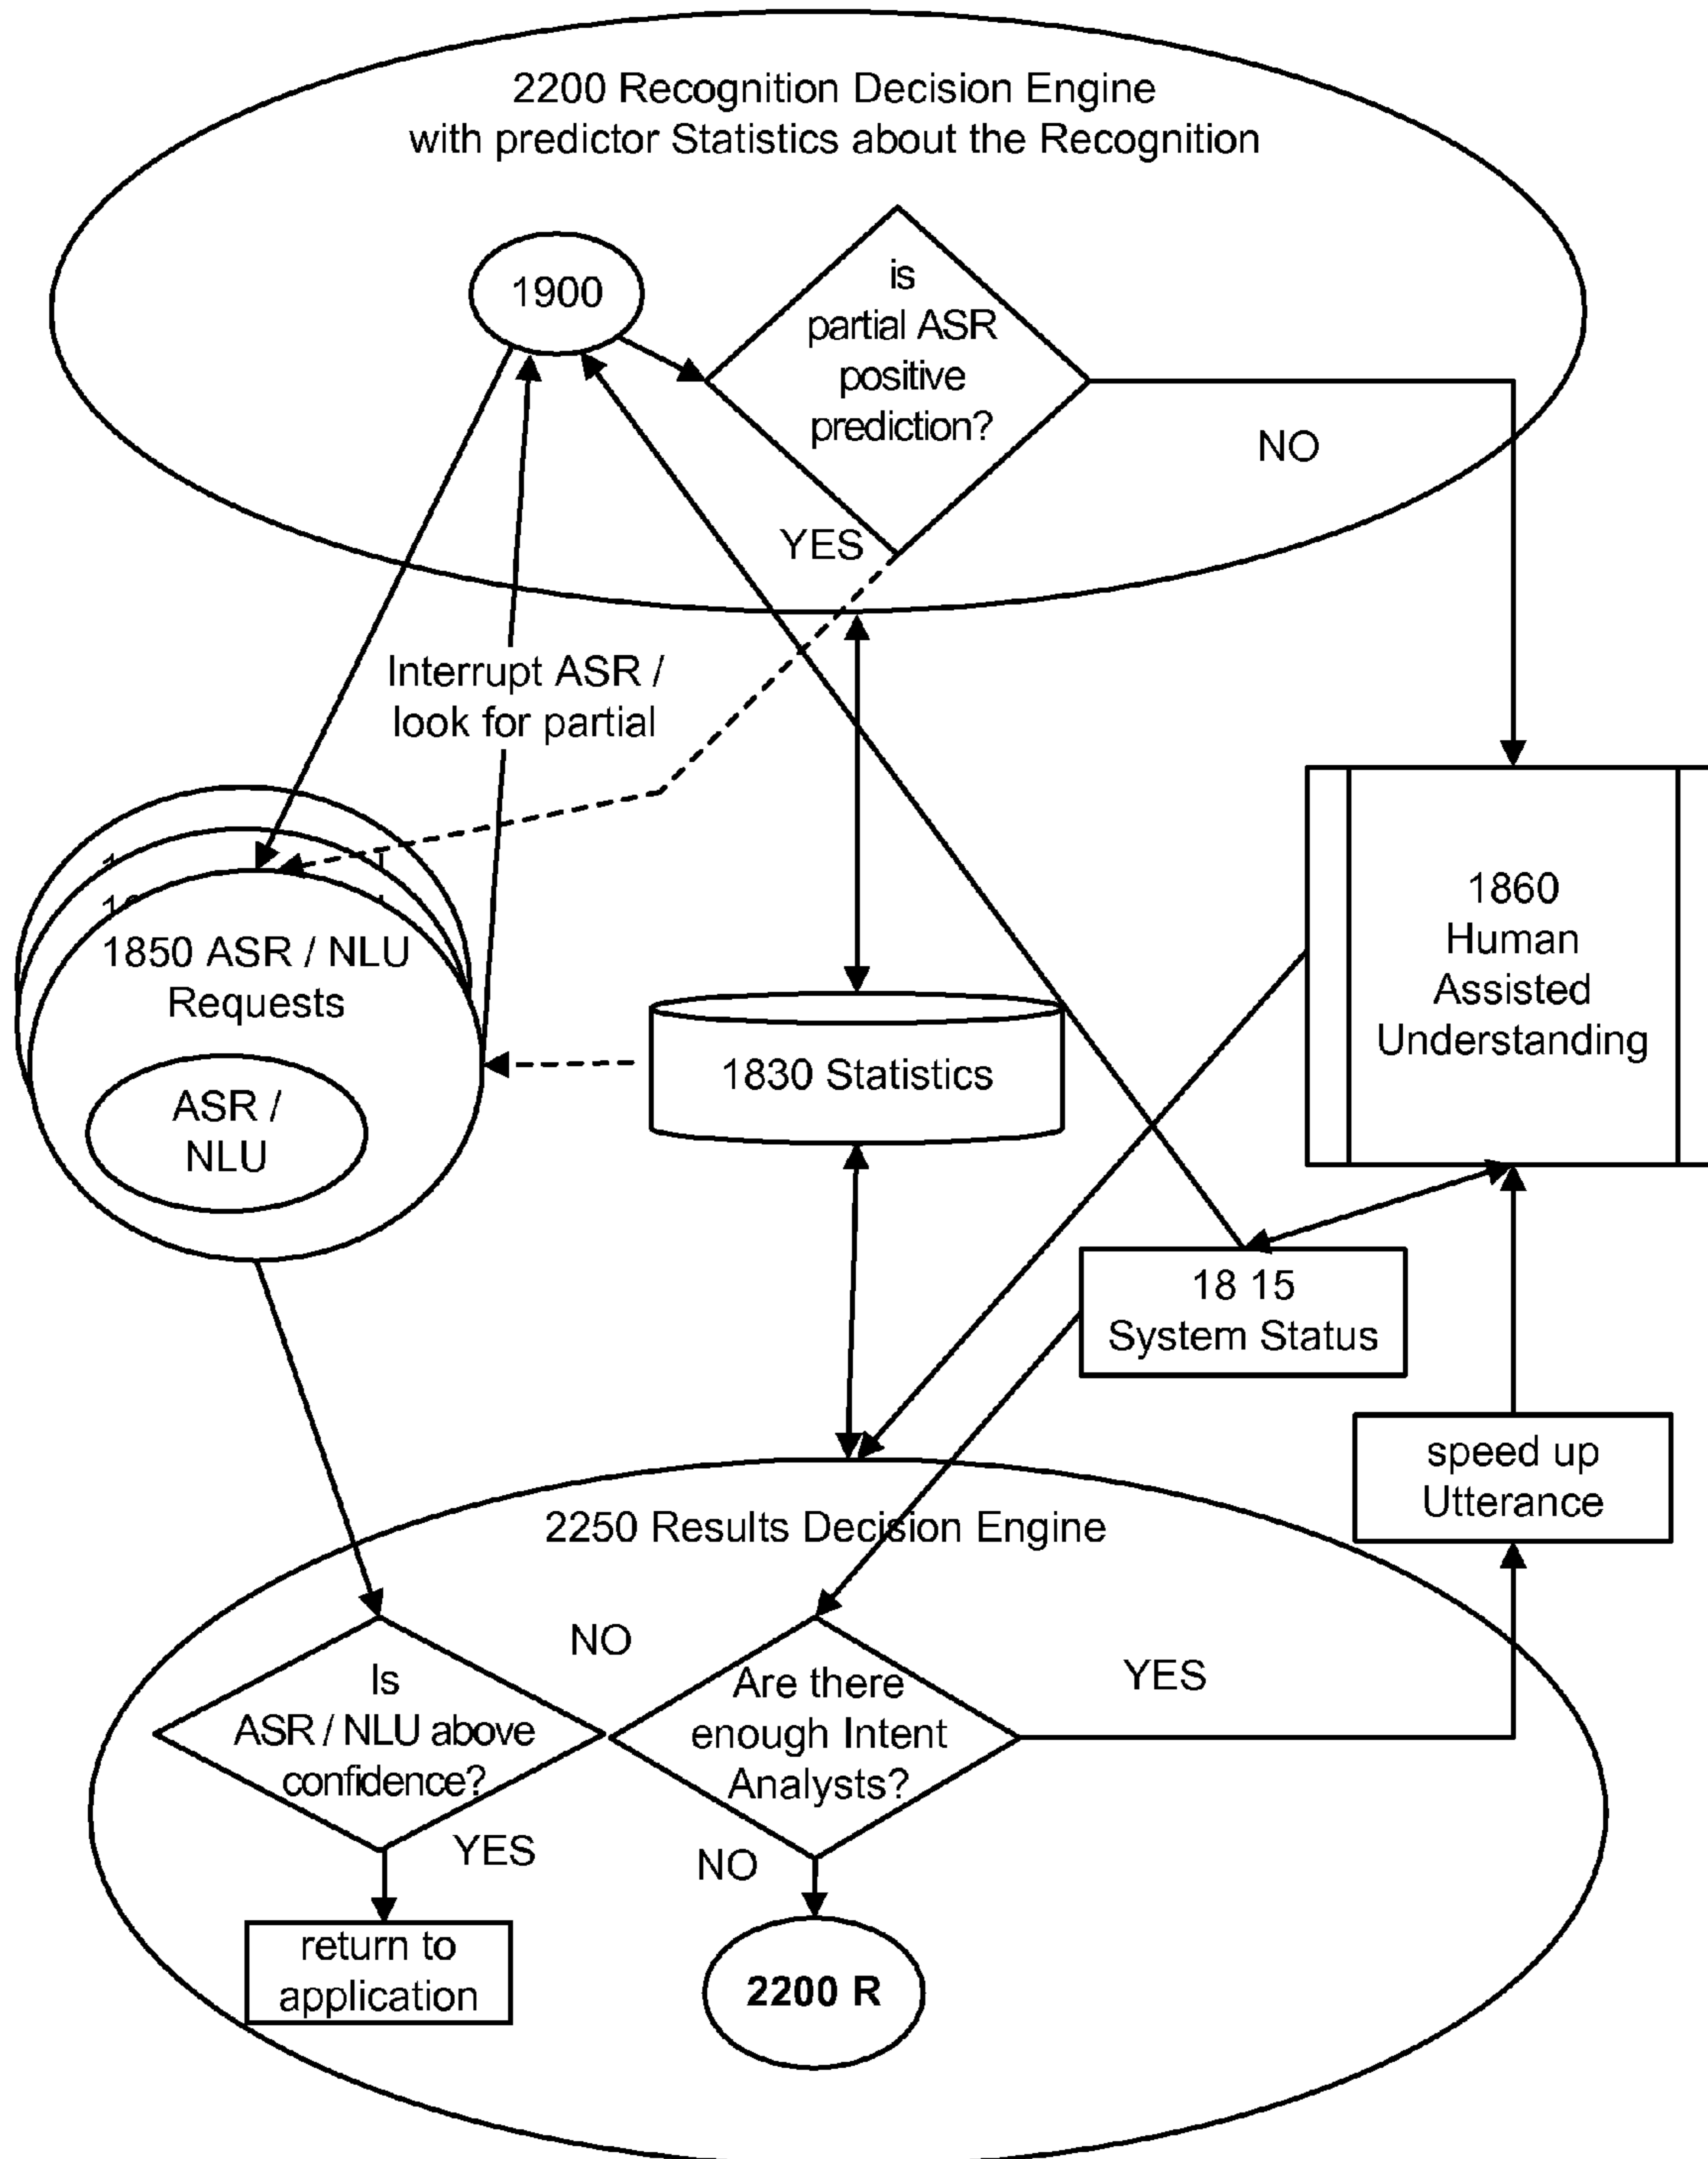 2200 Recognition Decision Engine
with predictor Statistics about the Recognition
1900
is
partial ASR
positive
prediction?
NO
YES
Interrupt ASR /
look for partial
1850 ASR / NLU
Requests
ASR /
NLU
1830 Statistics
1860
Human
Assisted
Understanding
18 15
System Status
speed up
Utterance
2250 Results Decision Engine
NO
YES
Is
ASR / NLU above
confidence?
Are there
enough Intent
Analysts?
YES
NO
return to
application
2200 R